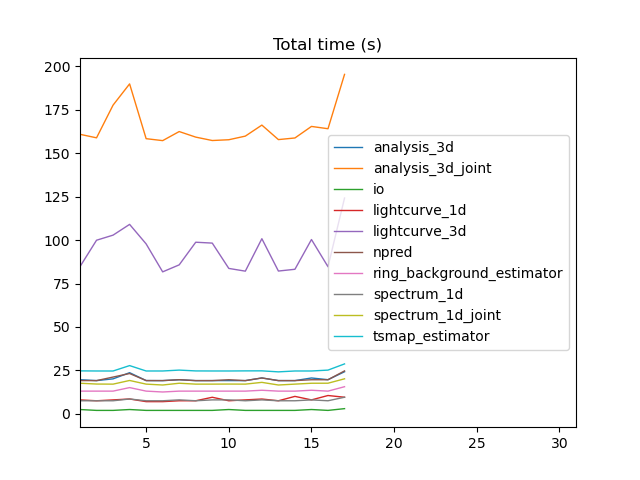 Total time (s)
200
175
150
125
100
75
50
25
0
analysis_3d
analysis_3d_joint
io
lightcurve_1d
lightcurve_3d
npred
ring_background_estimator
spectrum_1d
spectrum_1d_joint
tsmap_estimator
5 10 15 20 25 30